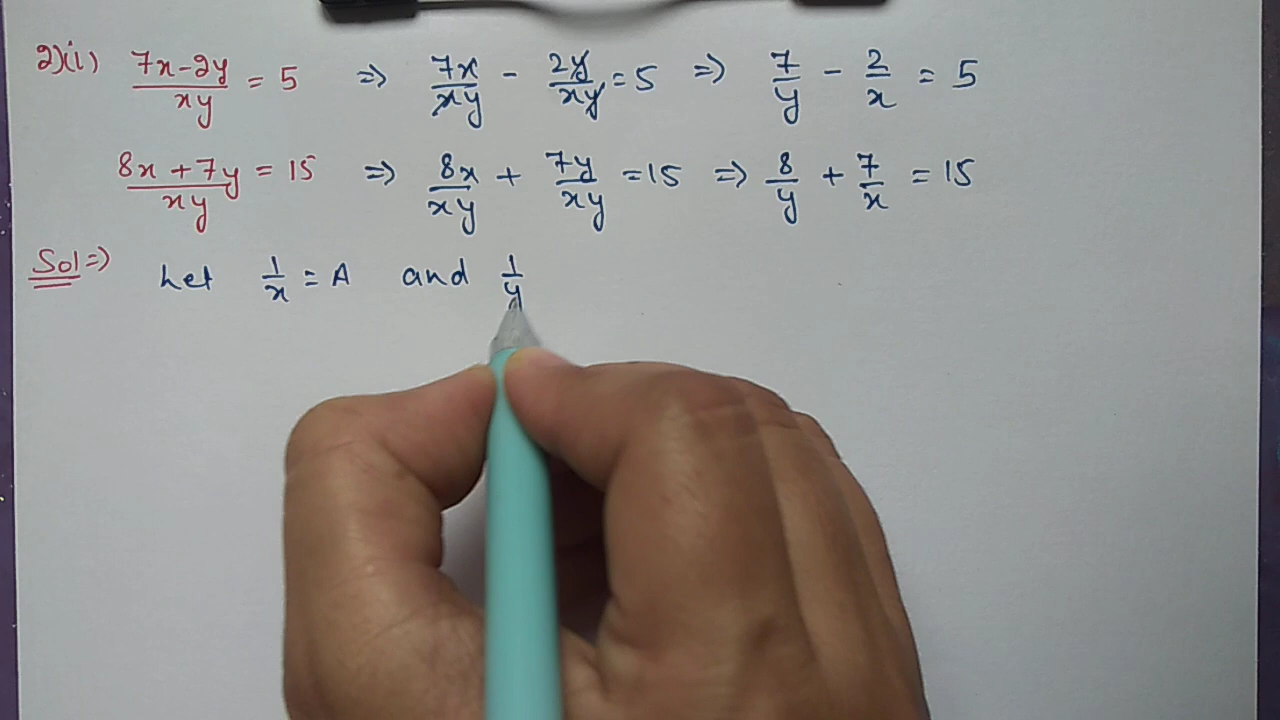 2)(i) 7x-2y/xy = 5 ⇒ 7x/xy - 2y/xy = 5 ⇒ 7/y - 2/x = 5
8x + 7y/xy = 15 ⇒ 8x/xy + 7y/xy = 15 ⇒ 8/y + 7/x = 15
Sol ⇒ Let 1/x = A and 1/y